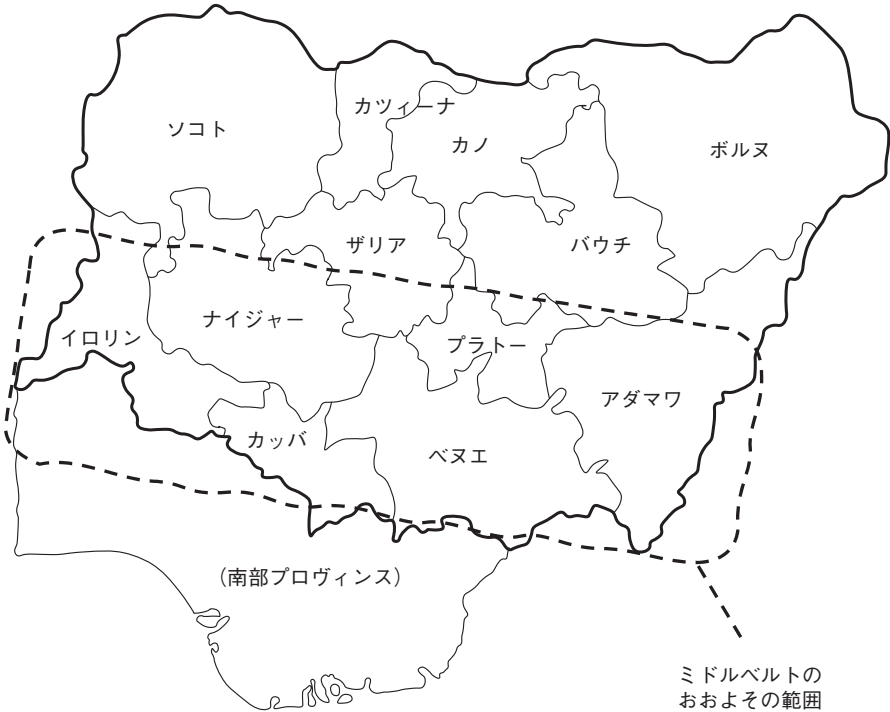 カツィーナ
ソコト
カノ
ボルヌ
ザリア
バウチ
ナイジャー
イロリン
プラトー
アダマワ
カッバ
ベヌエ
(南部プロヴィンス)
ミドルベルトの
おおよその範囲